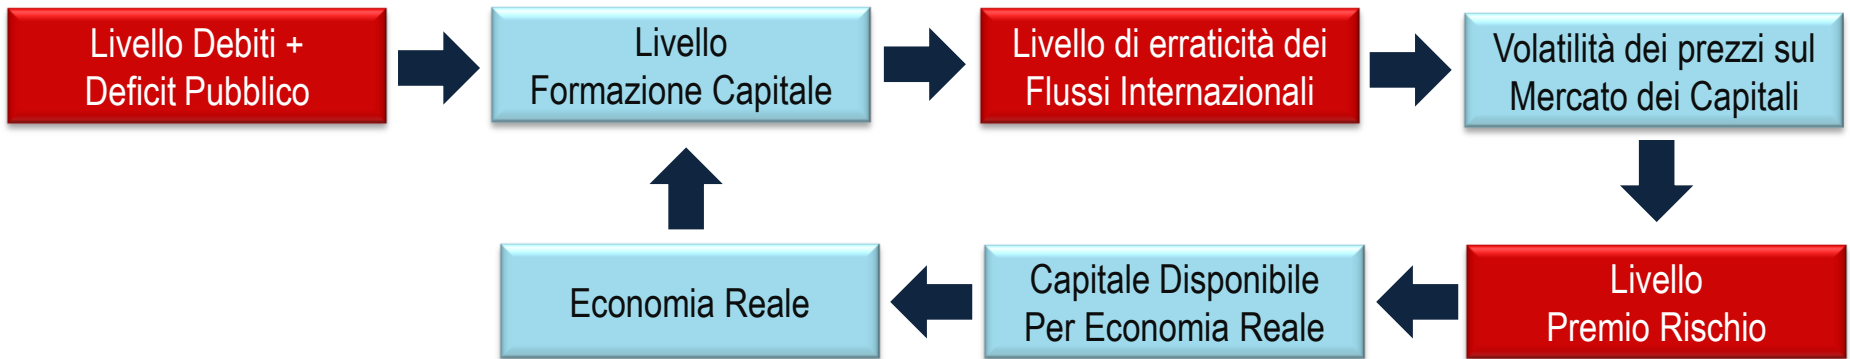 Livello Debiti +
Deficit Pubblico
Livello
Formazione Capitale
Livello di erraticità dei
Flussi Internazionali
Volatilità dei prezzi sul
Mercato dei Capitali
Livello
Premio Rischio
Capitale Disponibile
Per Economia Reale
Economia Reale